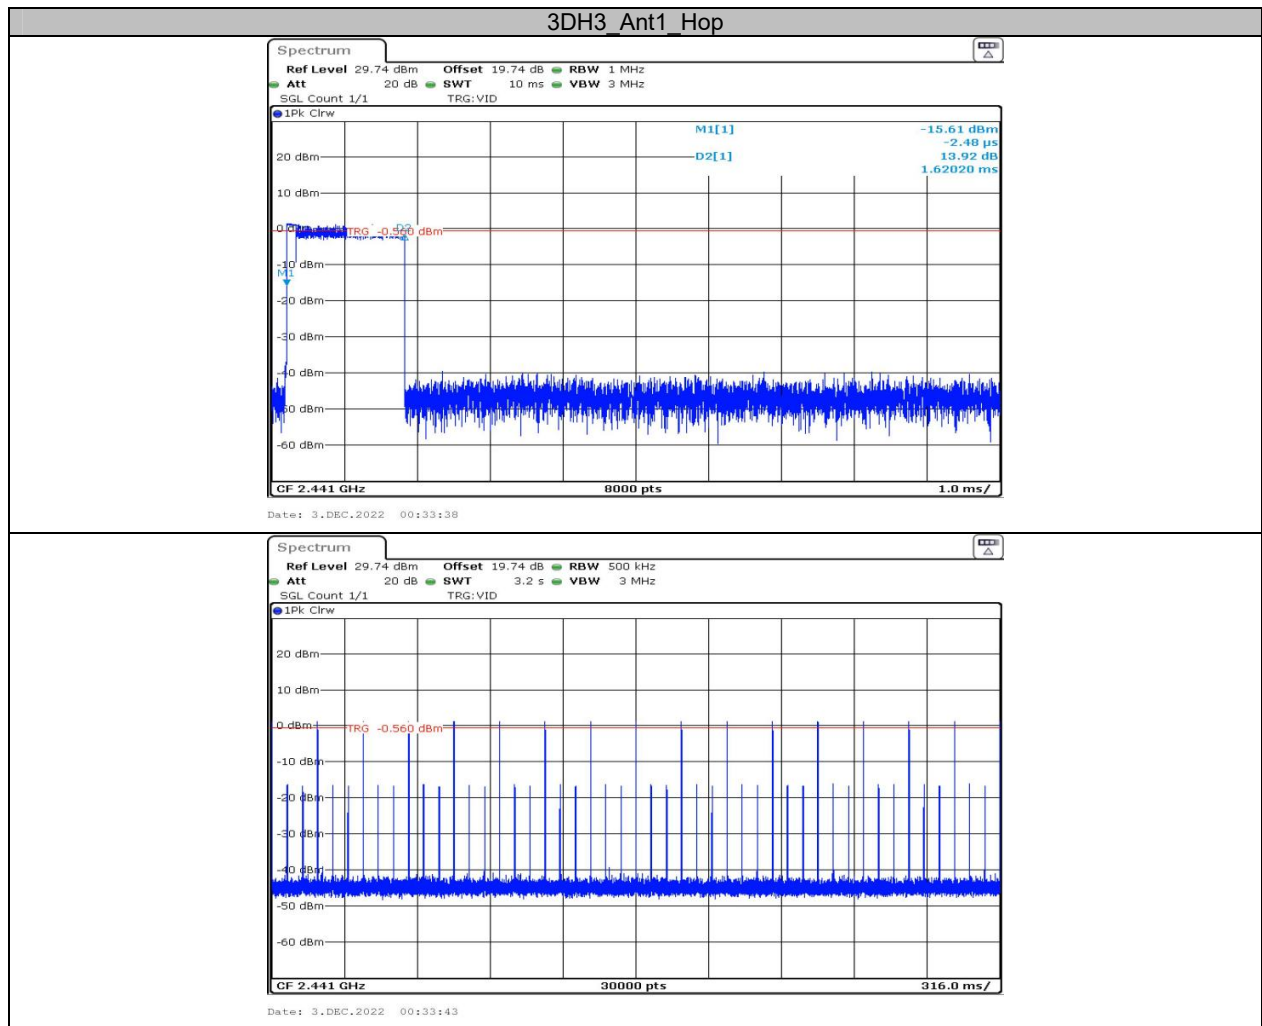 3DH3_Ant1_Hop
Spectrum
Ref Level 29.74 dBm Offset 19.74 dB RBW 1 MHz
Att 20 dB SWT 10 ms VBW 3 MHz
SGL Count 1/1 TRG:VID
1Pk Clrw
M1[1] -15.61 dBm
-2.48 µs
D2[1] 13.92 dB
1.62020 ms
20 dBm
10 dBm
0 dBm
TRG -0.560 dBm
D2
-10 dBm
M1
-20 dBm
-30 dBm
-40 dBm
-50 dBm
-60 dBm
CF 2.441 GHz 8000 pts 1.0 ms/
Date: 3.DEC.2022 00:33:38
Spectrum
Ref Level 29.74 dBm Offset 19.74 dB RBW 500 kHz
Att 20 dB SWT 3.2 s VBW 3 MHz
SGL Count 1/1 TRG:VID
1Pk Clrw
20 dBm
10 dBm
0 dBm
TRG -0.560 dBm
-10 dBm
-20 dBm
-30 dBm
-40 dBm
-50 dBm
-60 dBm
CF 2.441 GHz 30000 pts 316.0 ms/
Date: 3.DEC.2022 00:33:43